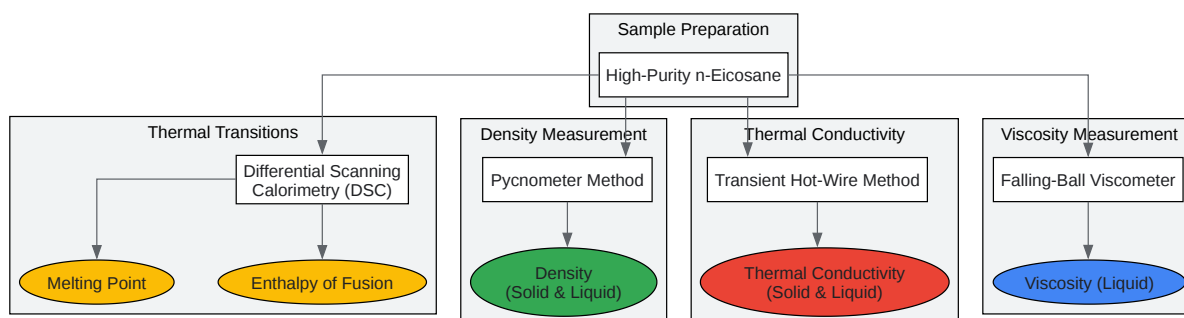 Sample Preparation
High-Purity n-Eicosane
Thermal Transitions
Differential Scanning
Calorimetry (DSC)
Melting Point
Enthalpy of Fusion
Density Measurement
Pycnometer Method
Density
(Solid & Liquid)
Thermal Conductivity
Transient Hot-Wire Method
Thermal Conductivity
(Solid & Liquid)
Viscosity Measurement
Falling-Ball Viscometer
Viscosity (Liquid)